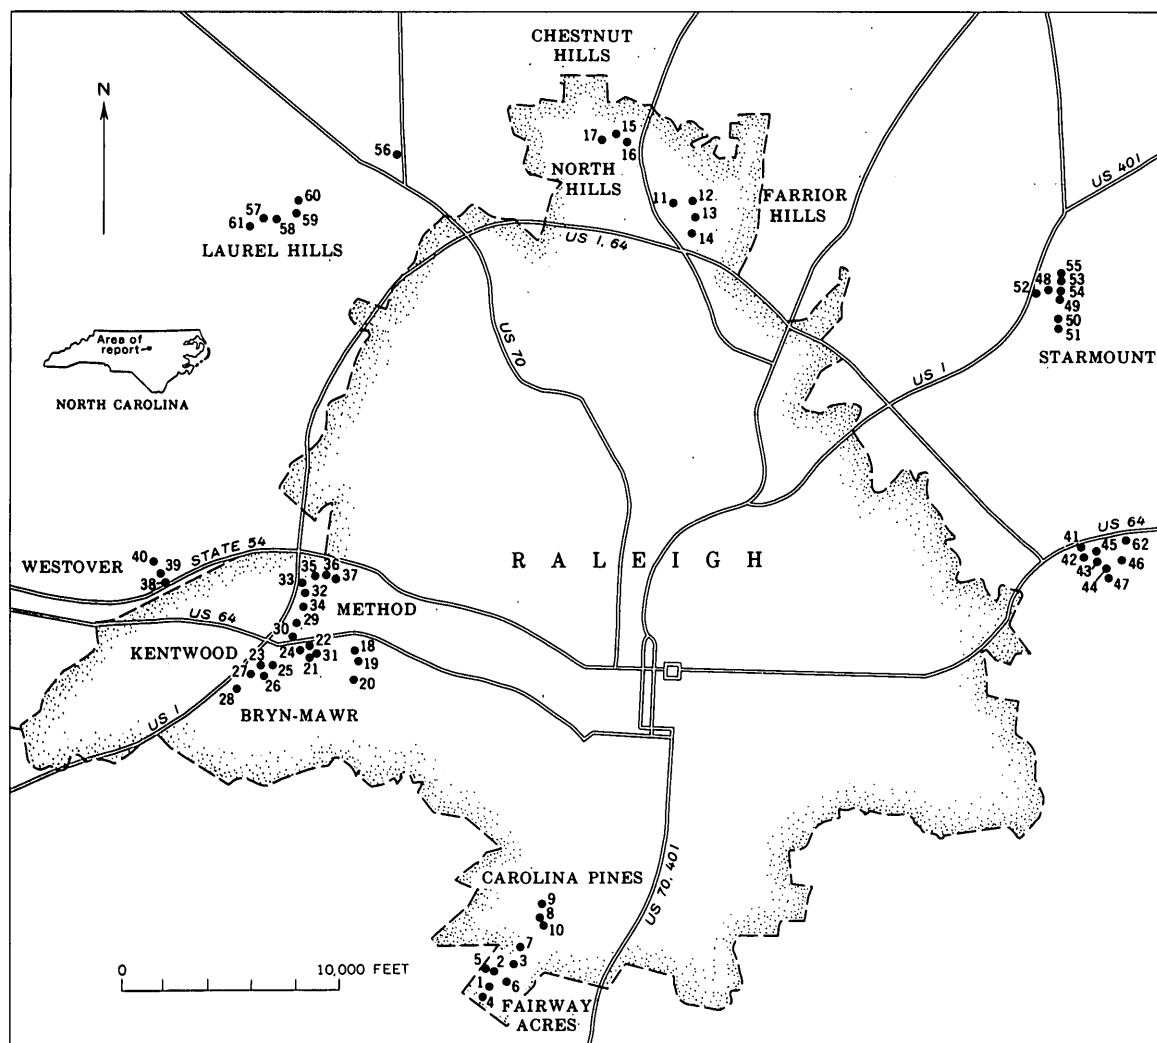 CHESTNUT
HILLS
N
15
17
16
56
NORTH
HILLS
FARRIOR
HILLS
US 401
60
57
59
61
58
LAUREL HILLS
11
12
13
14
US 1, 64
55
48
53
52
54
49
50
51
STARMOUNT
Area of
report
NORTH CAROLINA
US 70
US 1
US 64
41
45
62
42
43
46
44
47
RALEIGH
STATE 54
WESTOVER
40
39
38
35
36
33
37
32
34
METHOD
29
US 64
30
22
KENTWOOD
24
31
18
23
21
19
27
25
26
20
28
BRYN-MAWR
US 1
CAROLINA PINES
9
8
10
US 70, 401
7
5
2
3
1
6
4
FAIRWAY
ACRES
0
10,000 FEET